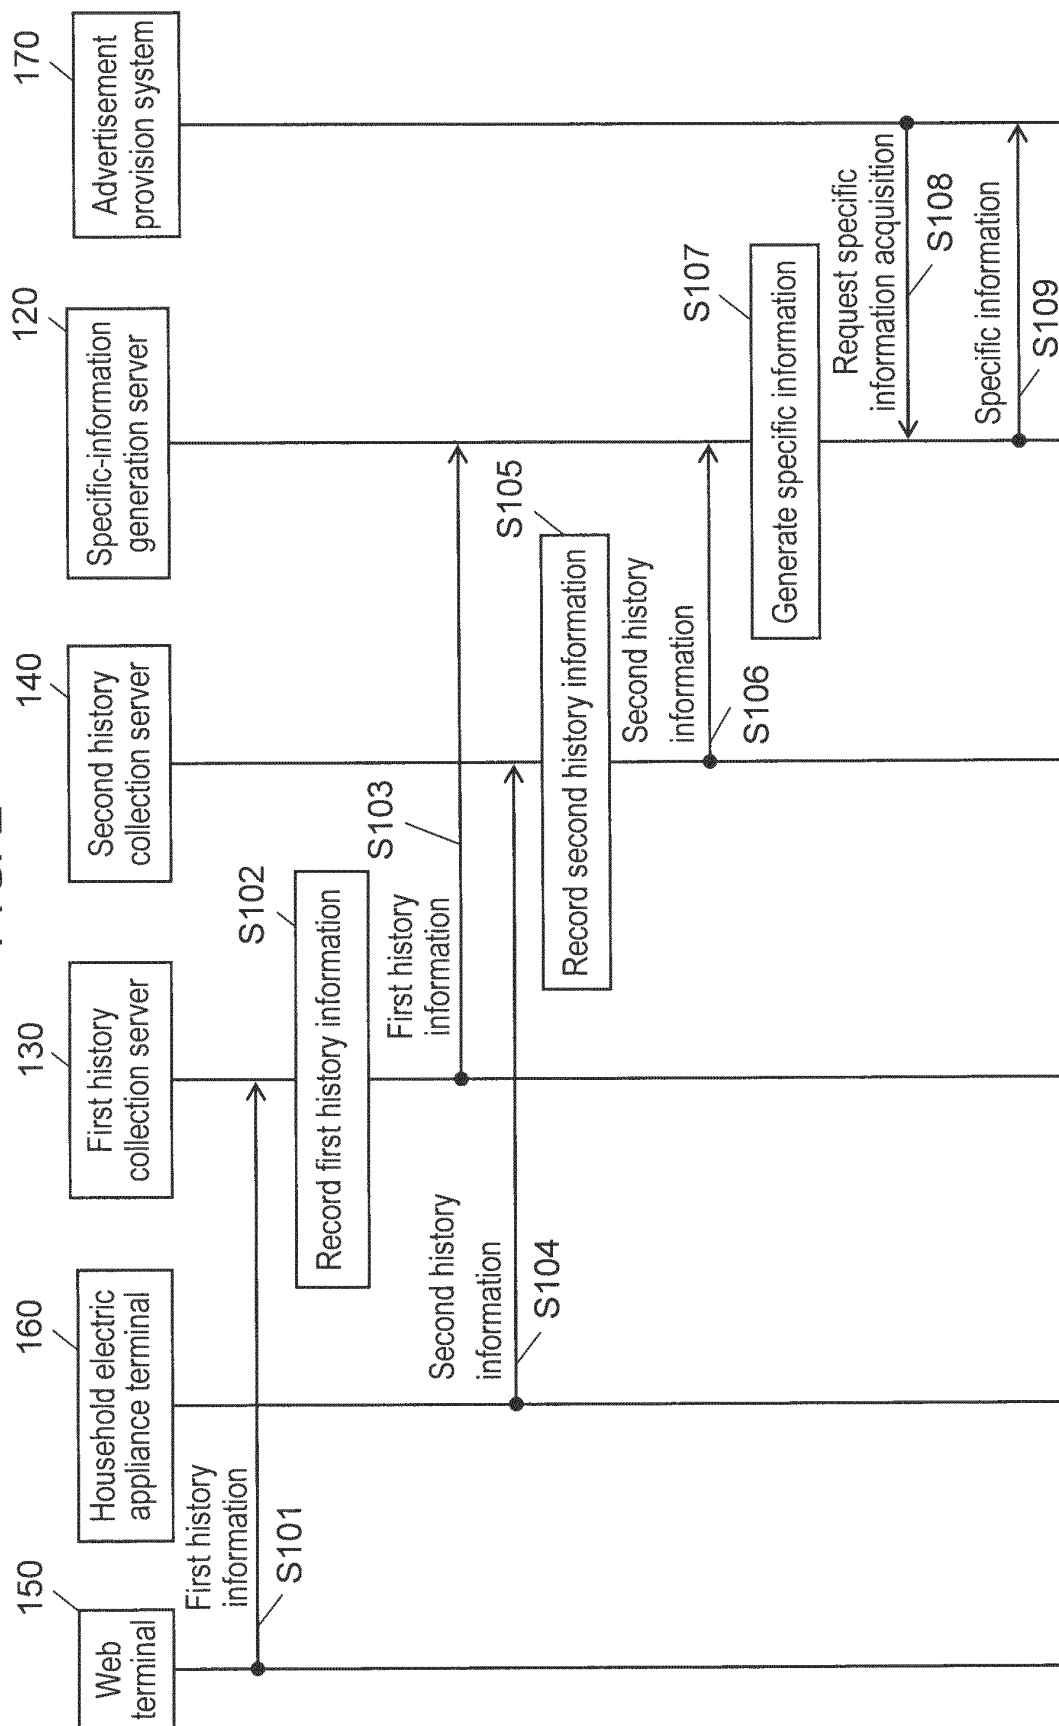 150
Web
terminal
160
Household electric
appliance terminal
130
First history
collection server
140
Second history
collection server
120
Specific-information
generation server
170
Advertisement
provision system
First history
information
S101
S102
Record first history information
First history
information
S103
Second history
information
S104
S105
Record second history information
Second history
information
S106
S107
Generate specific information
Request specific
information acquisition
S108
Specific information
S109